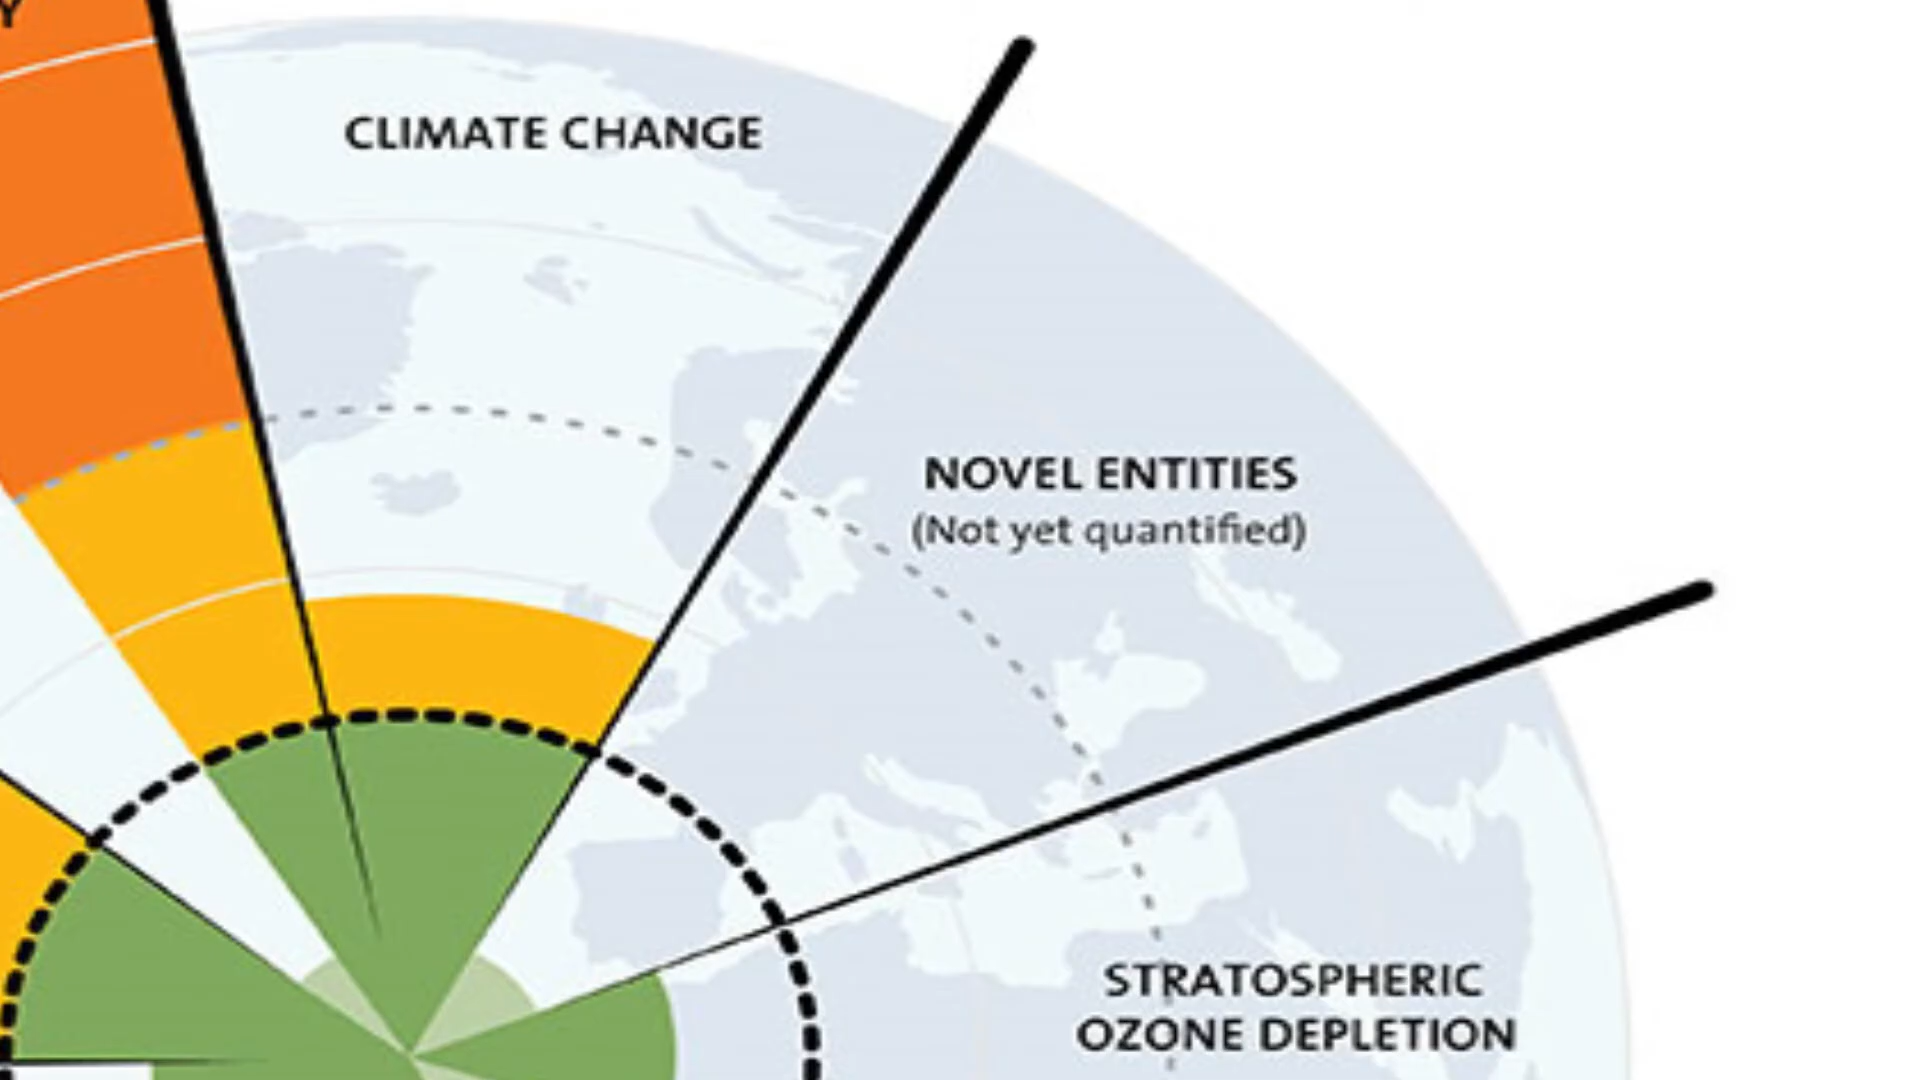 CLIMATE CHANGE
NOVEL ENTITIES
(Not yet quantified)
STRATOSPHERIC
OZONE DEPLETION